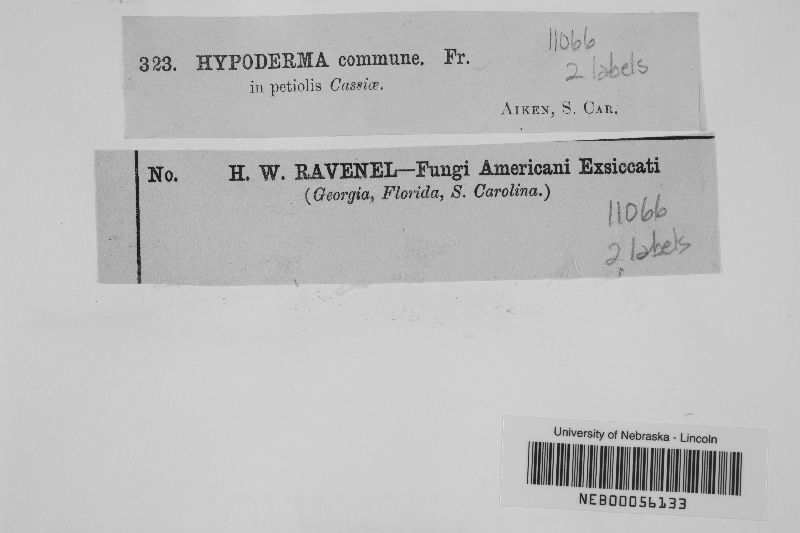 323. HYPODERMA commune. Fr.
in petiolis Cassiæ.
AIKEN, S. CAR.
11066
2 labels
No. H. W. RAVENEL—Fungi Americani Exsiccati
(Georgia, Florida, S. Carolina.)
11066
2 labels
University of Nebraska - Lincoln
NEB00056133